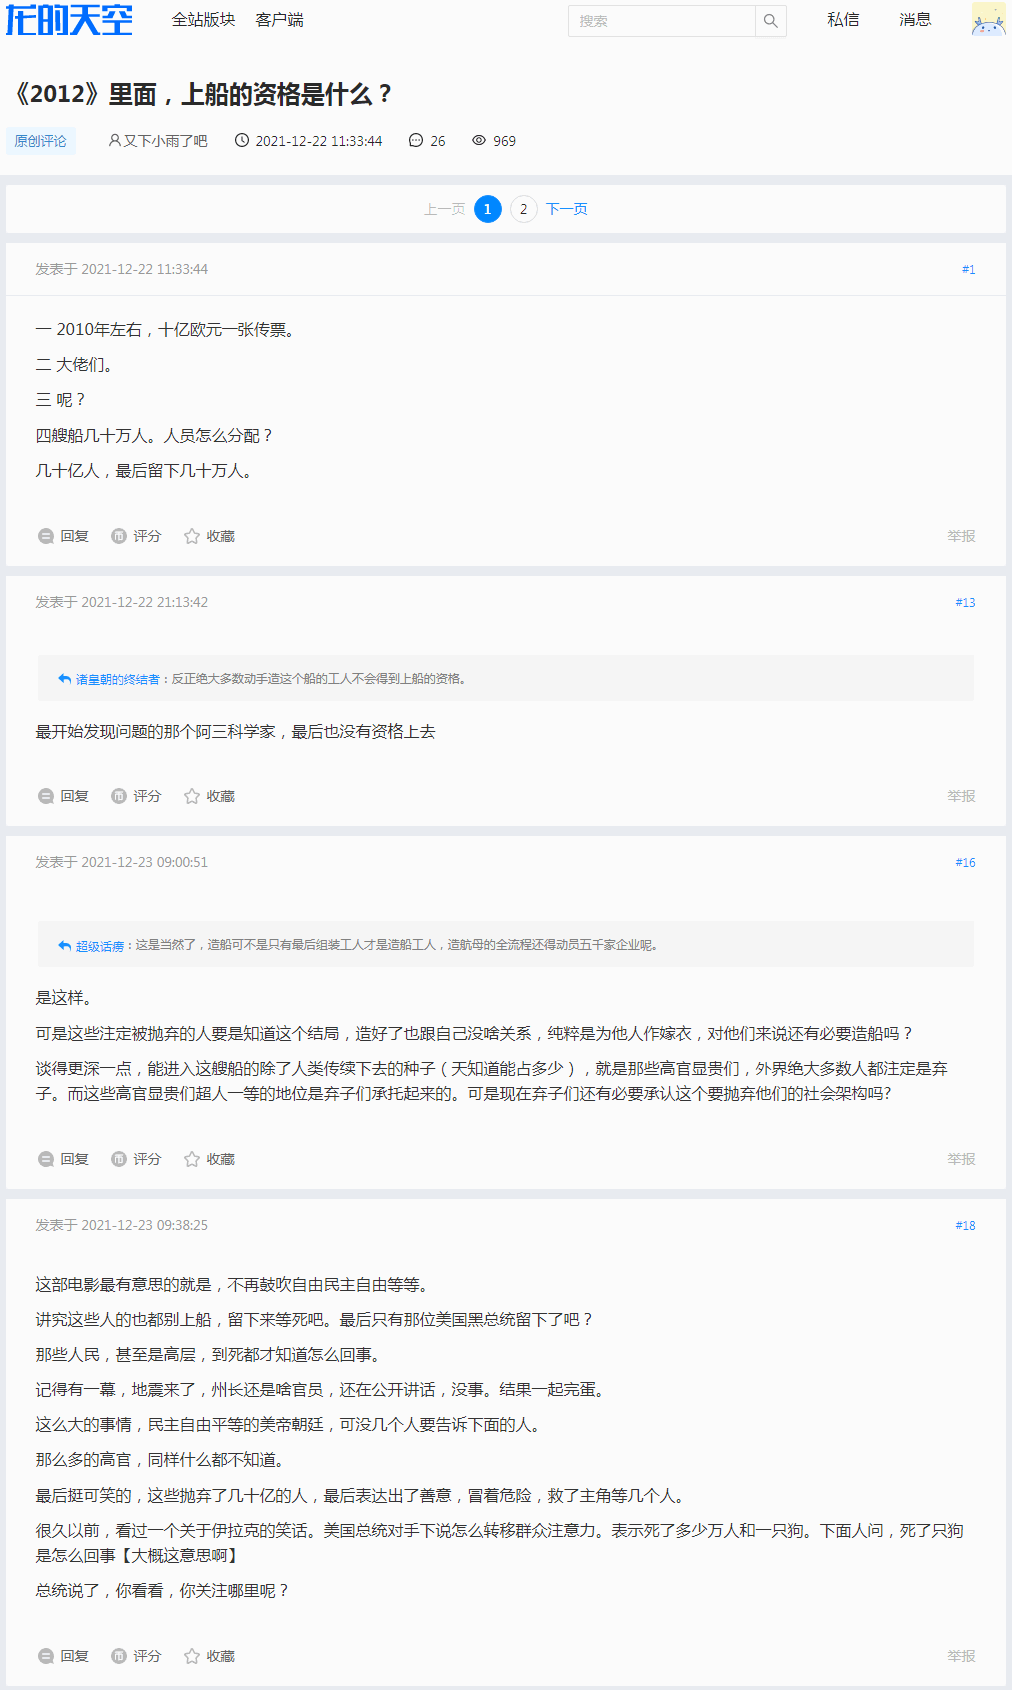 龙的天空
全站版块 客户端
搜索
私信 消息
《2012》里面，上船的资格是什么？
原创评论 又下小雨了吧 2021-12-22 11:33:44 26 969
上一页 1 2 下一页
发表于 2021-12-22 11:33:44 #1
一 2010年左右，十亿欧元一张传票。
二 大佬们。
三 呢？
四艘船几十万人。人员怎么分配？
几十亿人，最后留下几十万人。
回复 评分 收藏 举报
发表于 2021-12-22 21:13:42 #13
诸皇朝的终结者：反正绝大多数动手造这个船的工人不会得到上船的资格。
最开始发现问题的那个阿三科学家，最后也没有资格上去
回复 评分 收藏 举报
发表于 2021-12-23 09:00:51 #16
超级话痨：这是当然了，造船可不是只有最后组装工人才是造船工人，造航母的全流程还得动员五千家企业呢。
是这样。
可是这些注定被抛弃的人要是知道这个结局，造好了也跟自己没啥关系，纯粹是为他人作嫁衣，对他们来说还有必要造船吗？
谈得更深一点，能进入这艘船的除了人类传续下去的种子（天知道能占多少），就是那些高官显贵们，外界绝大多数人都注定是弃
子。而这些高官显贵们超人一等的地位是弃子们承托起来的。可是现在弃子们还有必要承认这个要抛弃他们的社会架构吗?
回复 评分 收藏 举报
发表于 2021-12-23 09:38:25 #18
这部电影最有意思的就是，不再鼓吹自由民主自由等等。
讲究这些人的也都别上船，留下来等死吧。最后只有那位美国黑总统留下了吧？
那些人民，甚至是高层，到死都才知道怎么回事。
记得有一幕，地震来了，州长还是啥官员，还在公开讲话，没事。结果一起完蛋。
这么大的事情，民主自由平等的美帝朝廷，可没几个人要告诉下面的人。
那么多的高官，同样什么都不知道。
最后挺可笑的，这些抛弃了几十亿的人，最后表达出了善意，冒着危险，救了主角等几个人。
很久以前，看过一个关于伊拉克的笑话。美国总统对手下说怎么转移群众注意力。表示死了多少万人和一只狗。下面人问，死了只狗
是怎么回事【大概这意思啊】
总统说了，你看看，你关注哪里呢？
回复 评分 收藏 举报